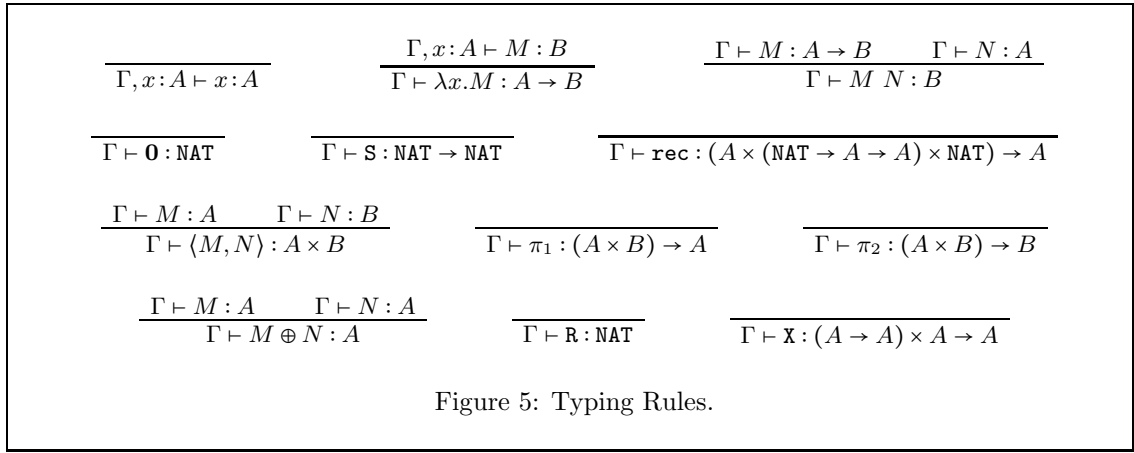 Γ, x : A ⊢ M : B Γ ⊢ M : A → B Γ ⊢ N : A
Γ, x : A ⊢ x : A Γ ⊢ λx.M : A → B Γ ⊢ M N : B
Γ ⊢ 0 : NAT Γ ⊢ S : NAT → NAT Γ ⊢ rec : (A × (NAT → A → A) × NAT) → A
Γ ⊢ M : A Γ ⊢ N : B
Γ ⊢ ⟨M, N⟩ : A × B Γ ⊢ π₁ : (A × B) → A Γ ⊢ π₂ : (A × B) → B
Γ ⊢ M : A Γ ⊢ N : A
Γ ⊢ M ⊕ N : A Γ ⊢ R : NAT Γ ⊢ X : (A → A) × A → A
Figure 5: Typing Rules.